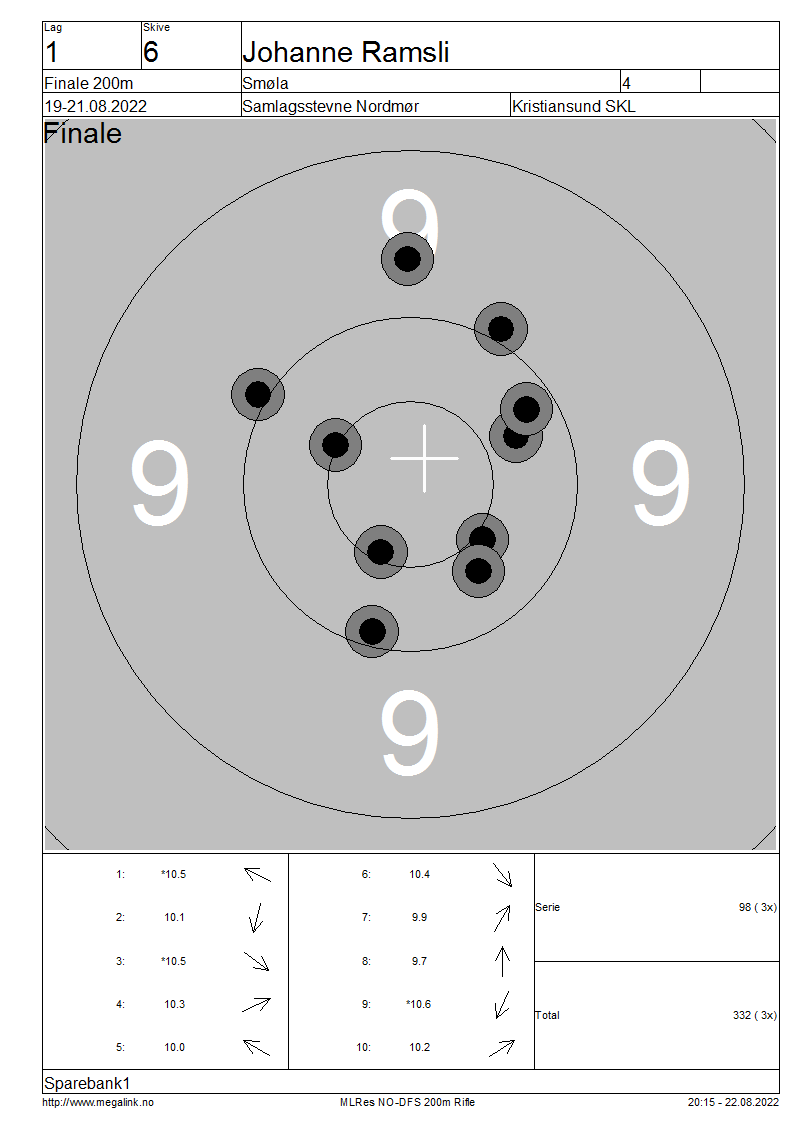 Lag Skive
1 6 Johanne Ramsli
Finale 200m Smøla 4
19-21.08.2022 Samlagsstevne Nordmør Kristiansund SKL
Finale
9
9 9
9
1: *10.5 6: 10.4
2: 10.1 7: 9.9
Serie 98 ( 3x)
3: *10.5 8: 9.7
4: 10.3 9: *10.6
Total 332 ( 3x)
5: 10.0 10: 10.2
Sparebank1
http://www.megalink.no MLRes NO-DFS 200m Rifle 20:15 - 22.08.2022